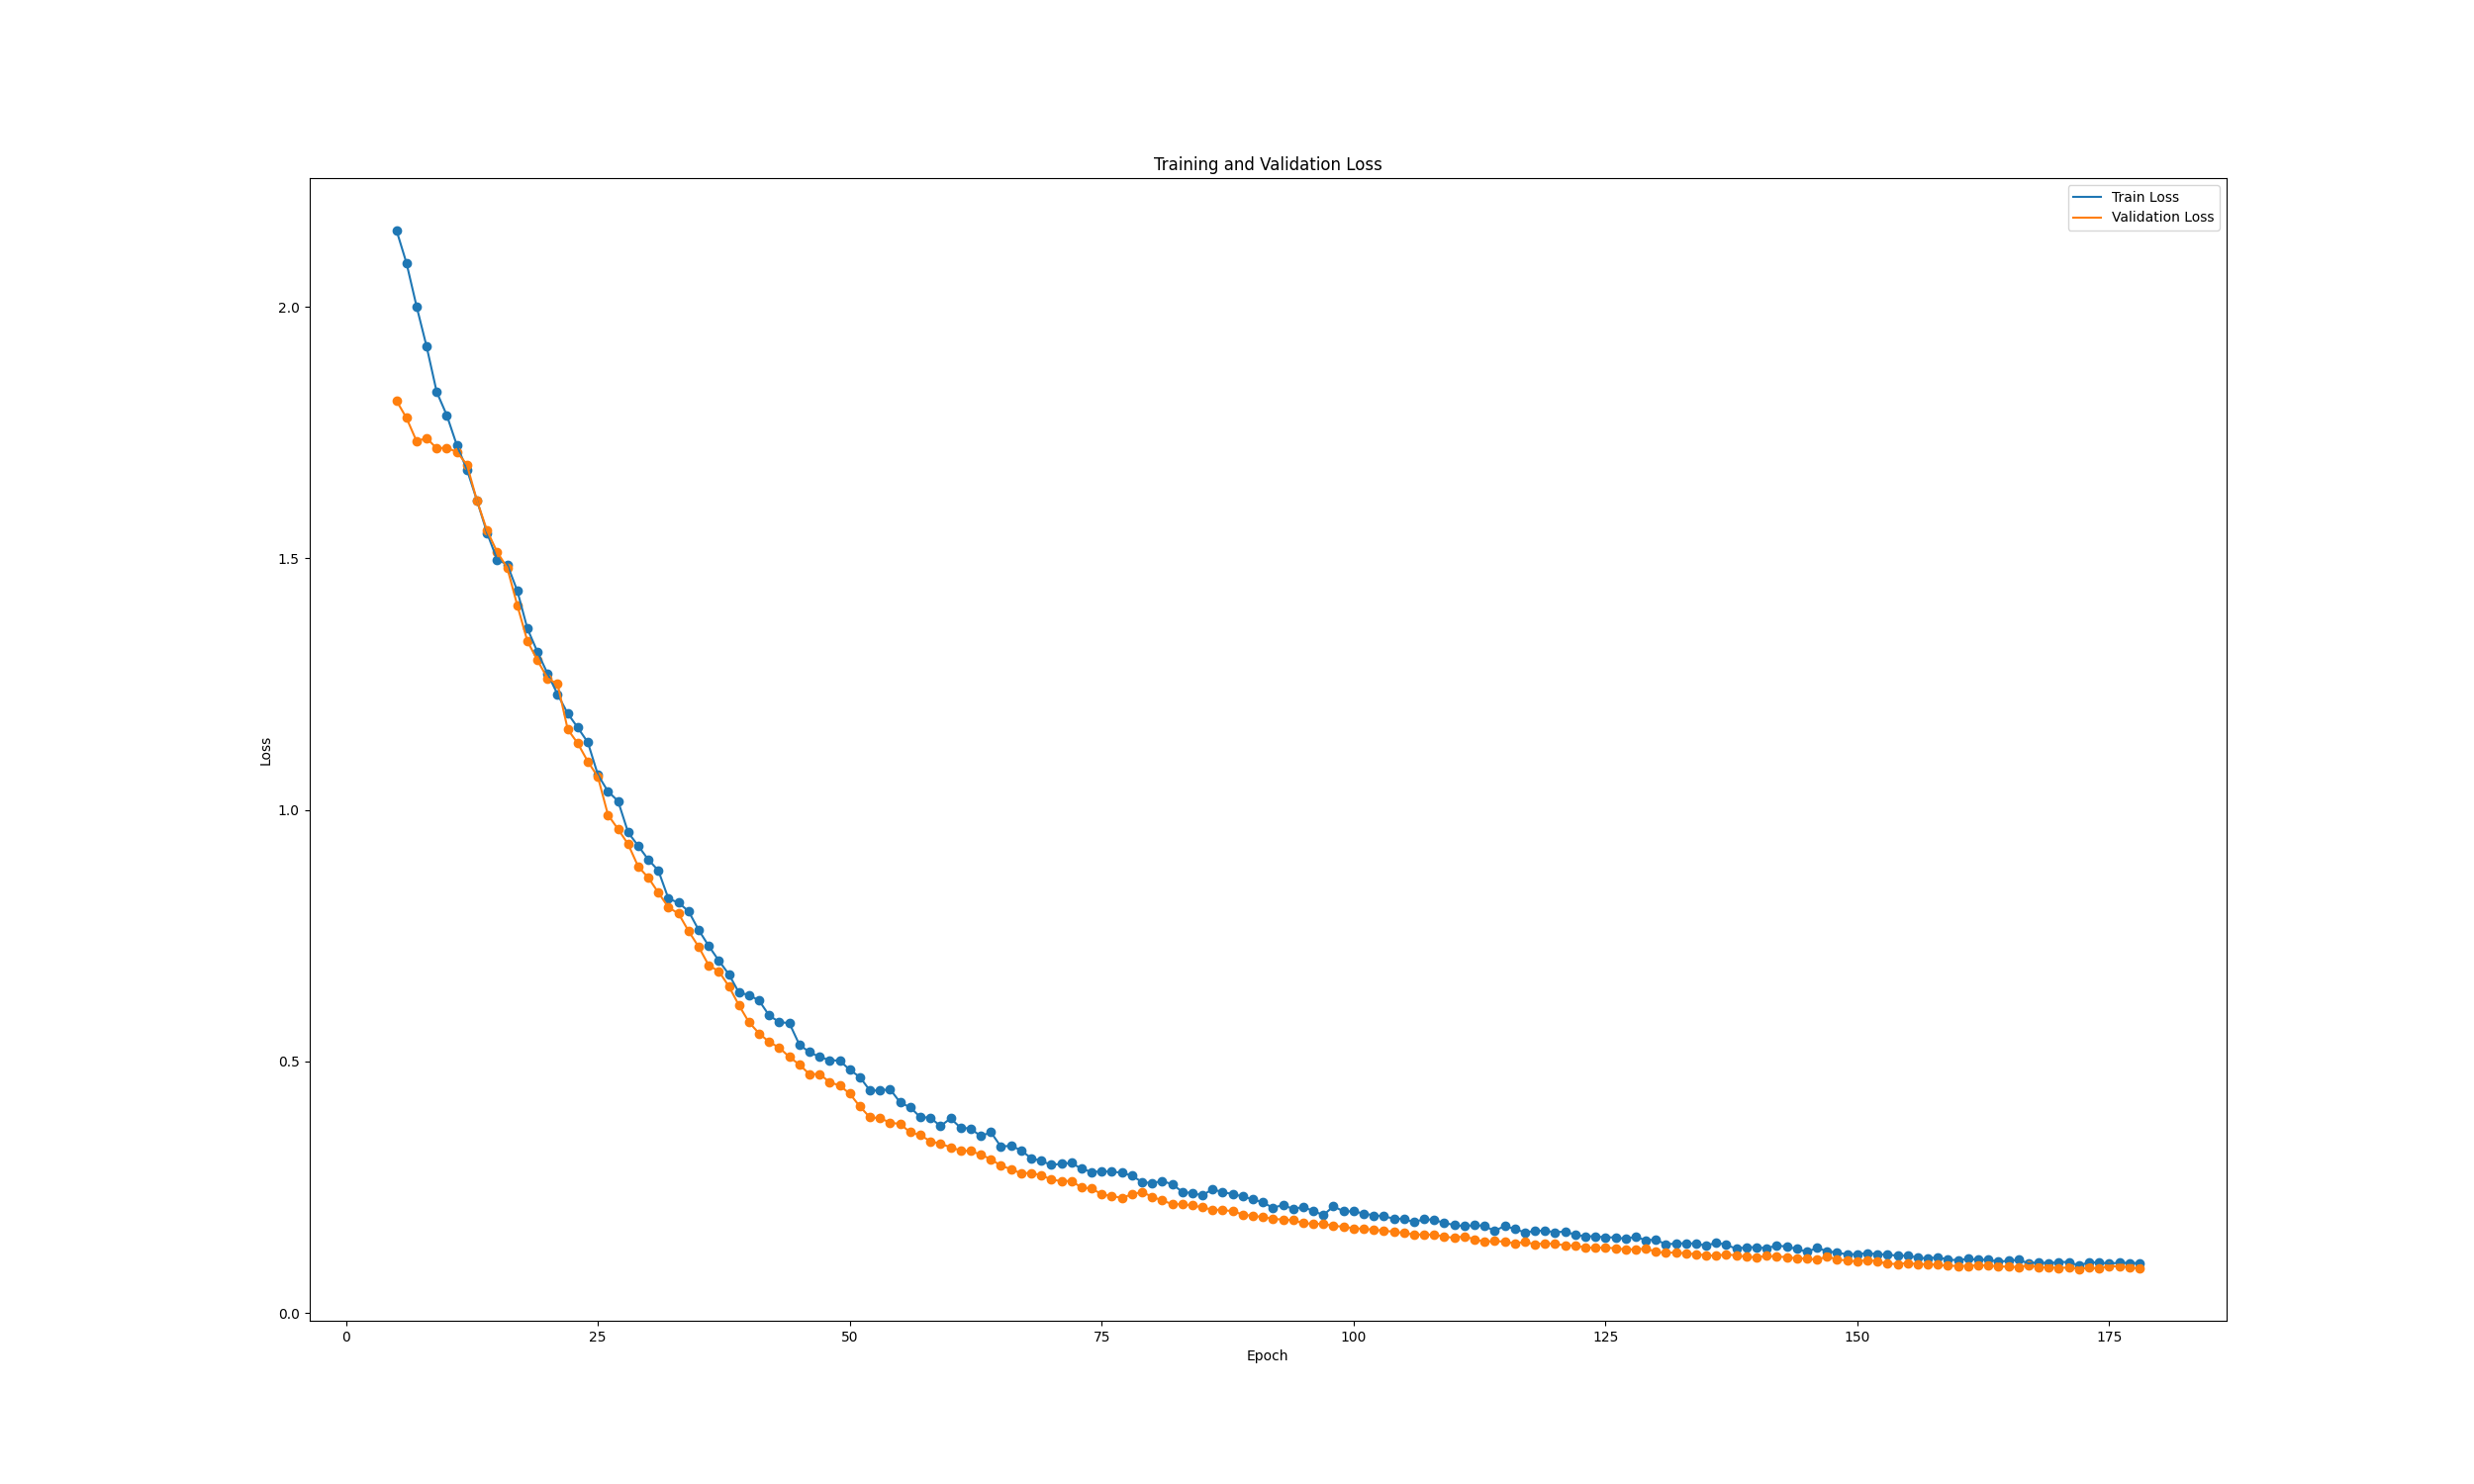 Training and Validation Loss
Train Loss
Validation Loss
2.0
1.5
1.0
0.5
0.0
Loss
0 25 50 75 100 125 150 175
Epoch